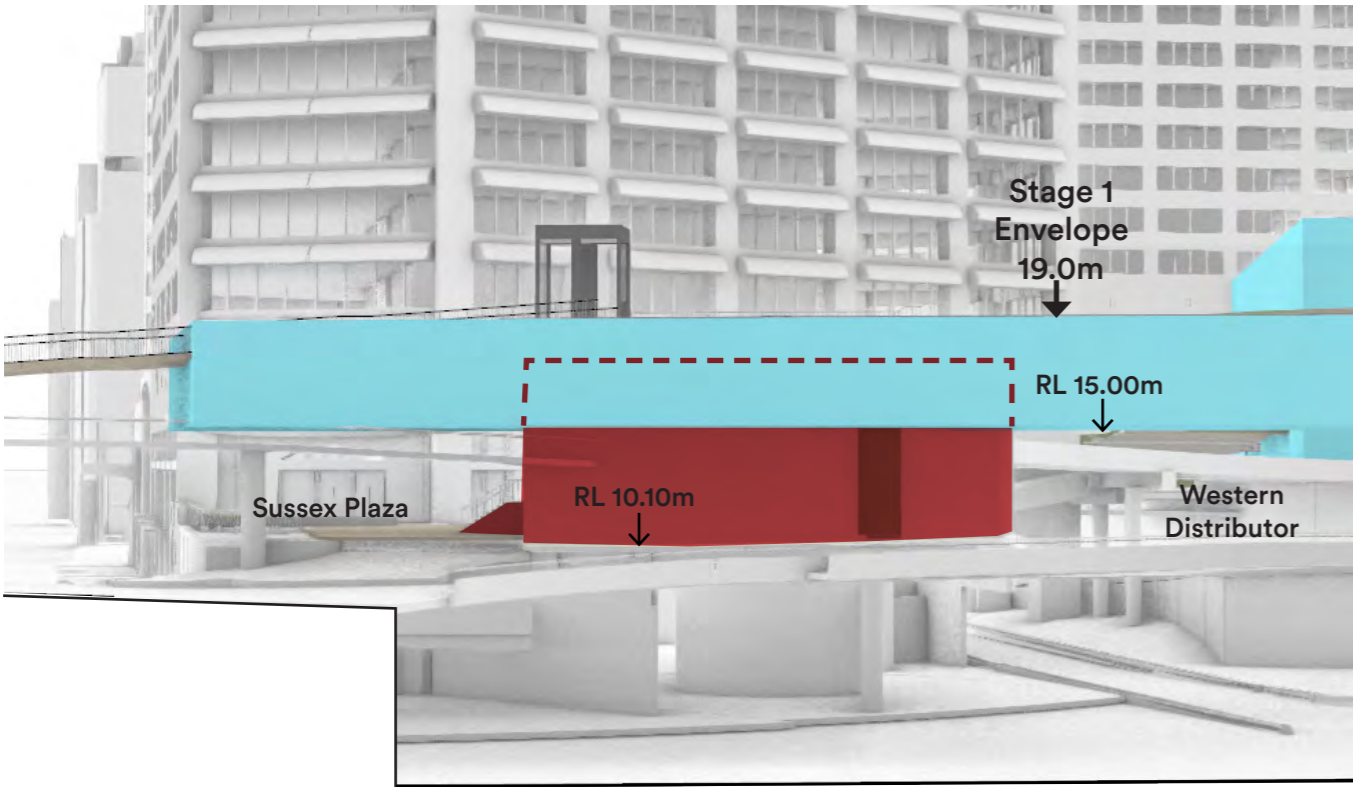 Stage 1
Envelope
19.0m
RL 15.00m
Sussex Plaza
RL 10.10m
Western
Distributor